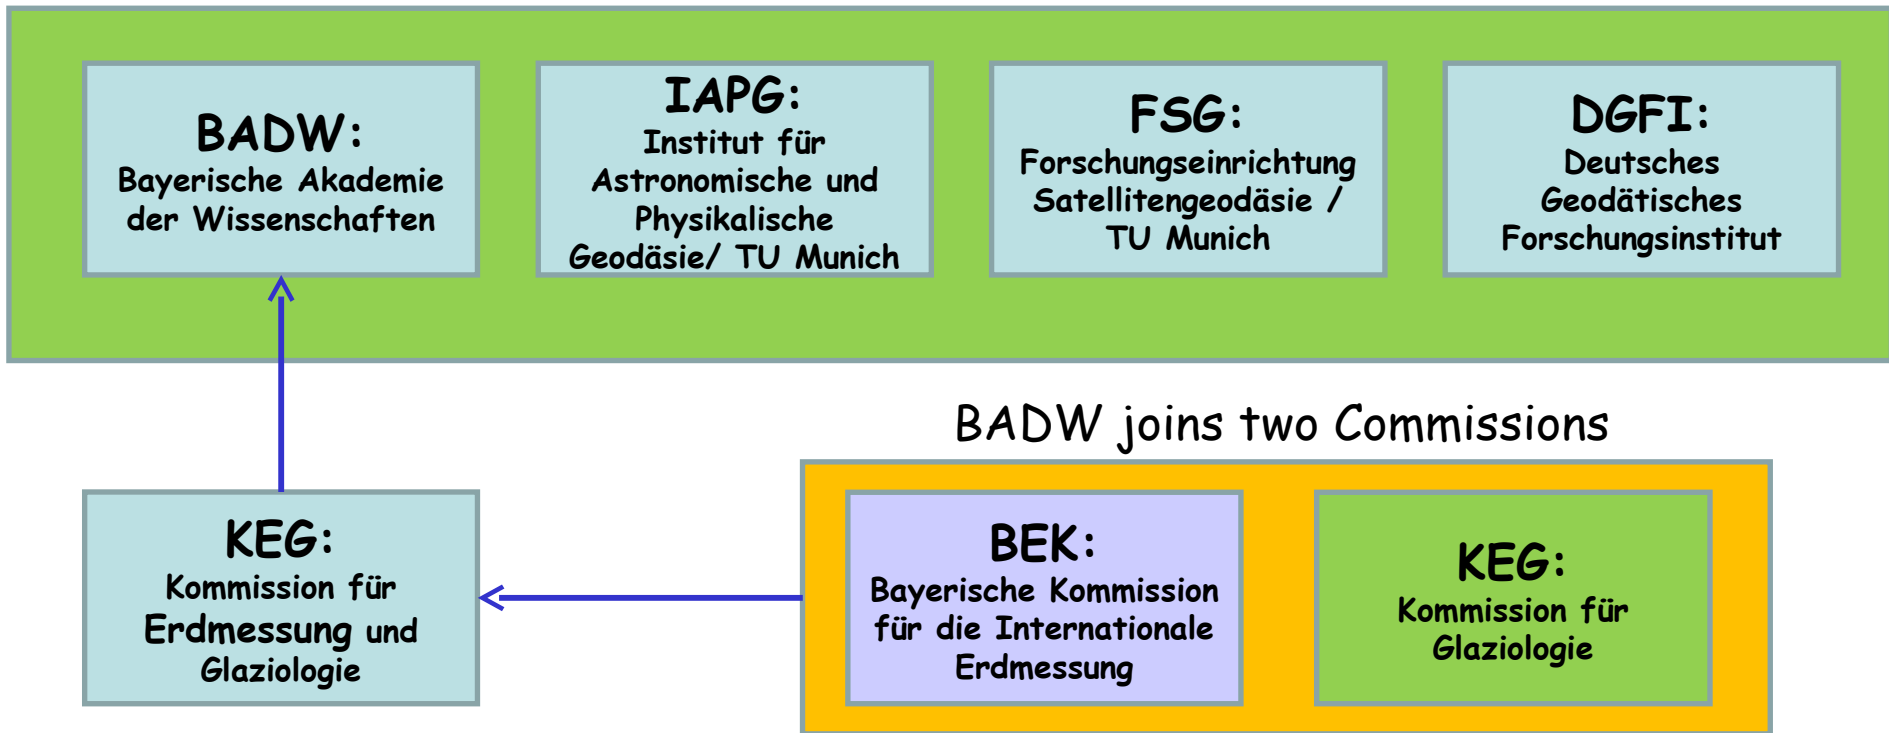 BADW:
Bayerische Akademie
der Wissenschaften
IAPG:
Institut für
Astronomische und
Physikalische
Geodäsie/ TU Munich
FSG:
Forschungseinrichtung
Satellitengeodäsie /
TU Munich
DGFI:
Deutsches
Geodätisches
Forschungsinstitut
BADW joins two Commissions
KEG:
Kommission für
Erdmessung und
Glaziologie
BEK:
Bayerische Kommission
für die Internationale
Erdmessung
KEG:
Kommission für
Glaziologie